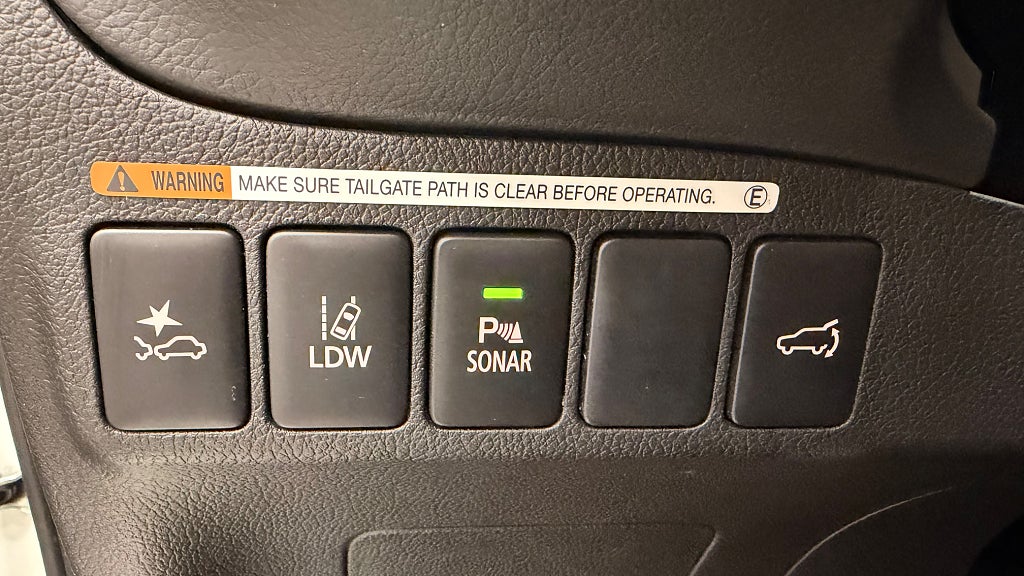 WARNING MAKE SURE TAILGATE PATH IS CLEAR BEFORE OPERATING. E
LDW
P
SONAR